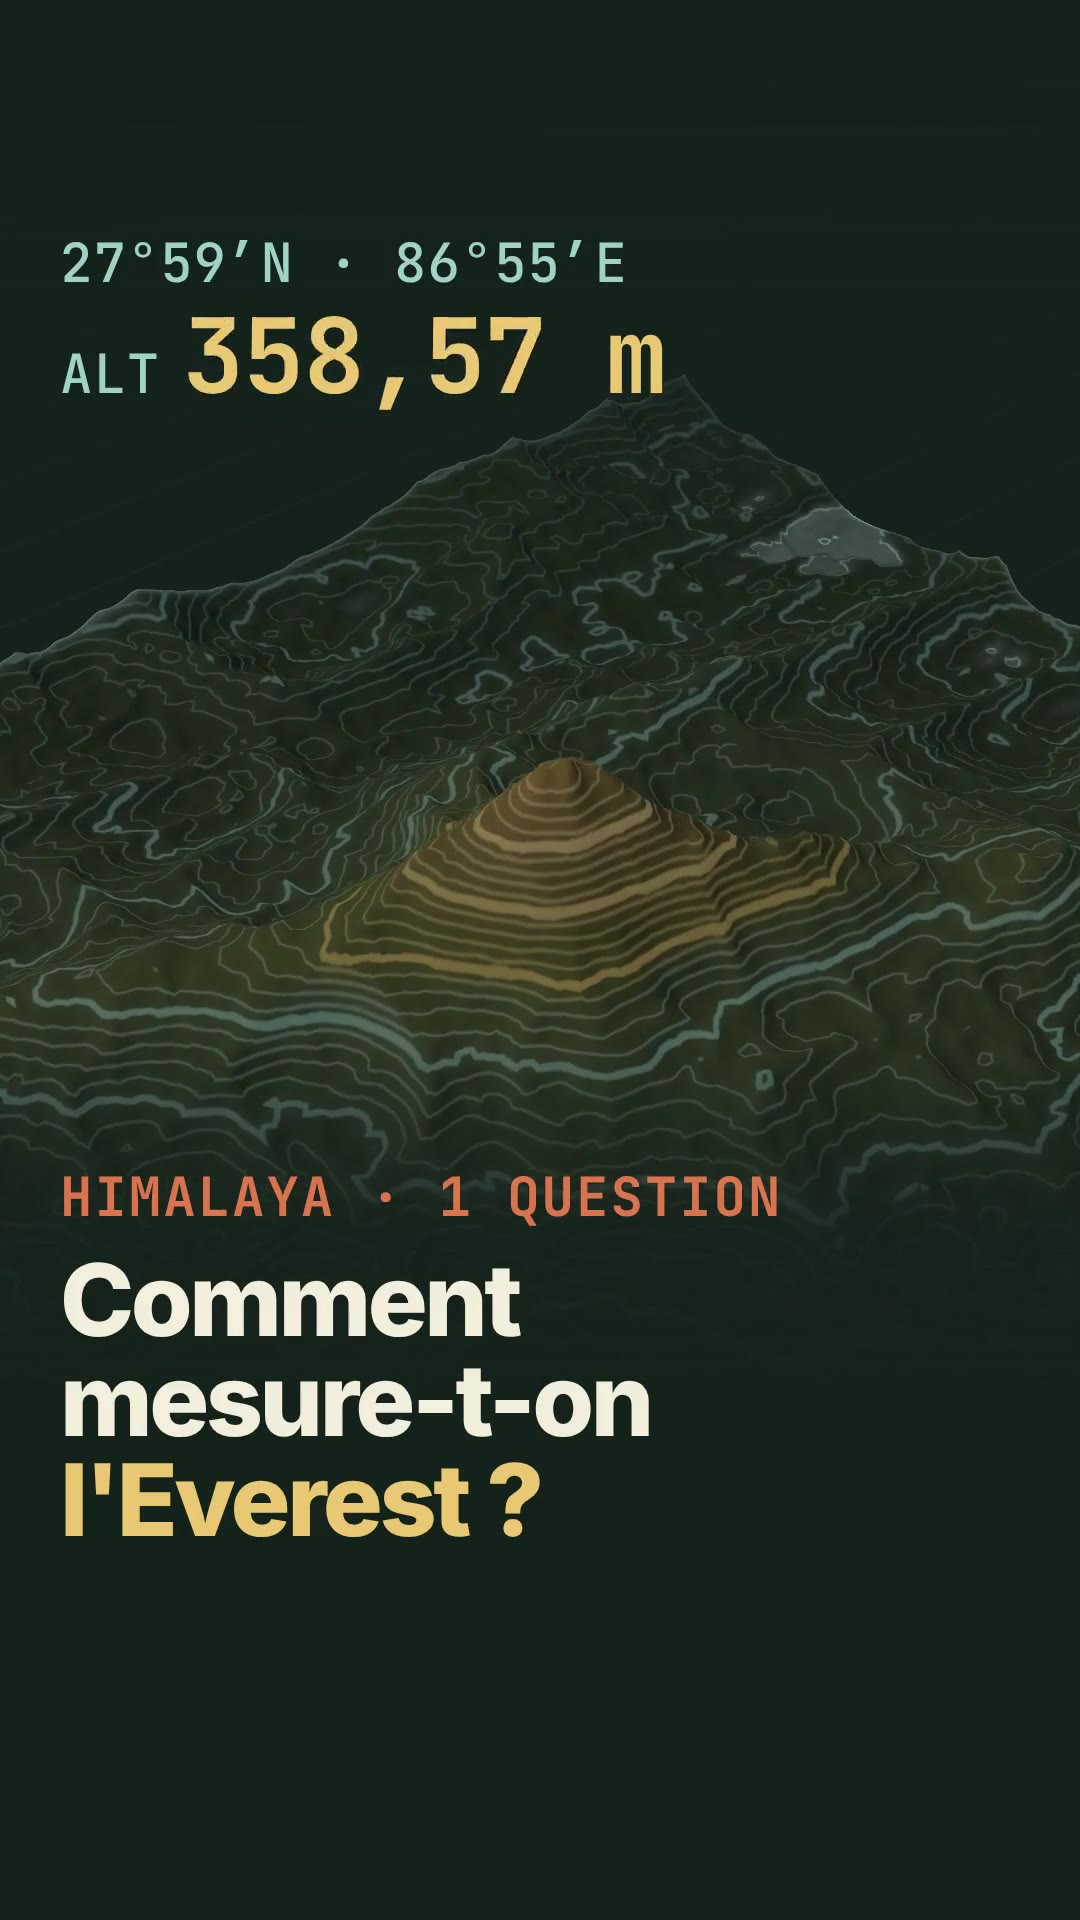 27°59′N · 86°55′E
ALT 358,57 m
HIMALAYA · 1 QUESTION
Comment
mesure-t-on
l'Everest ?